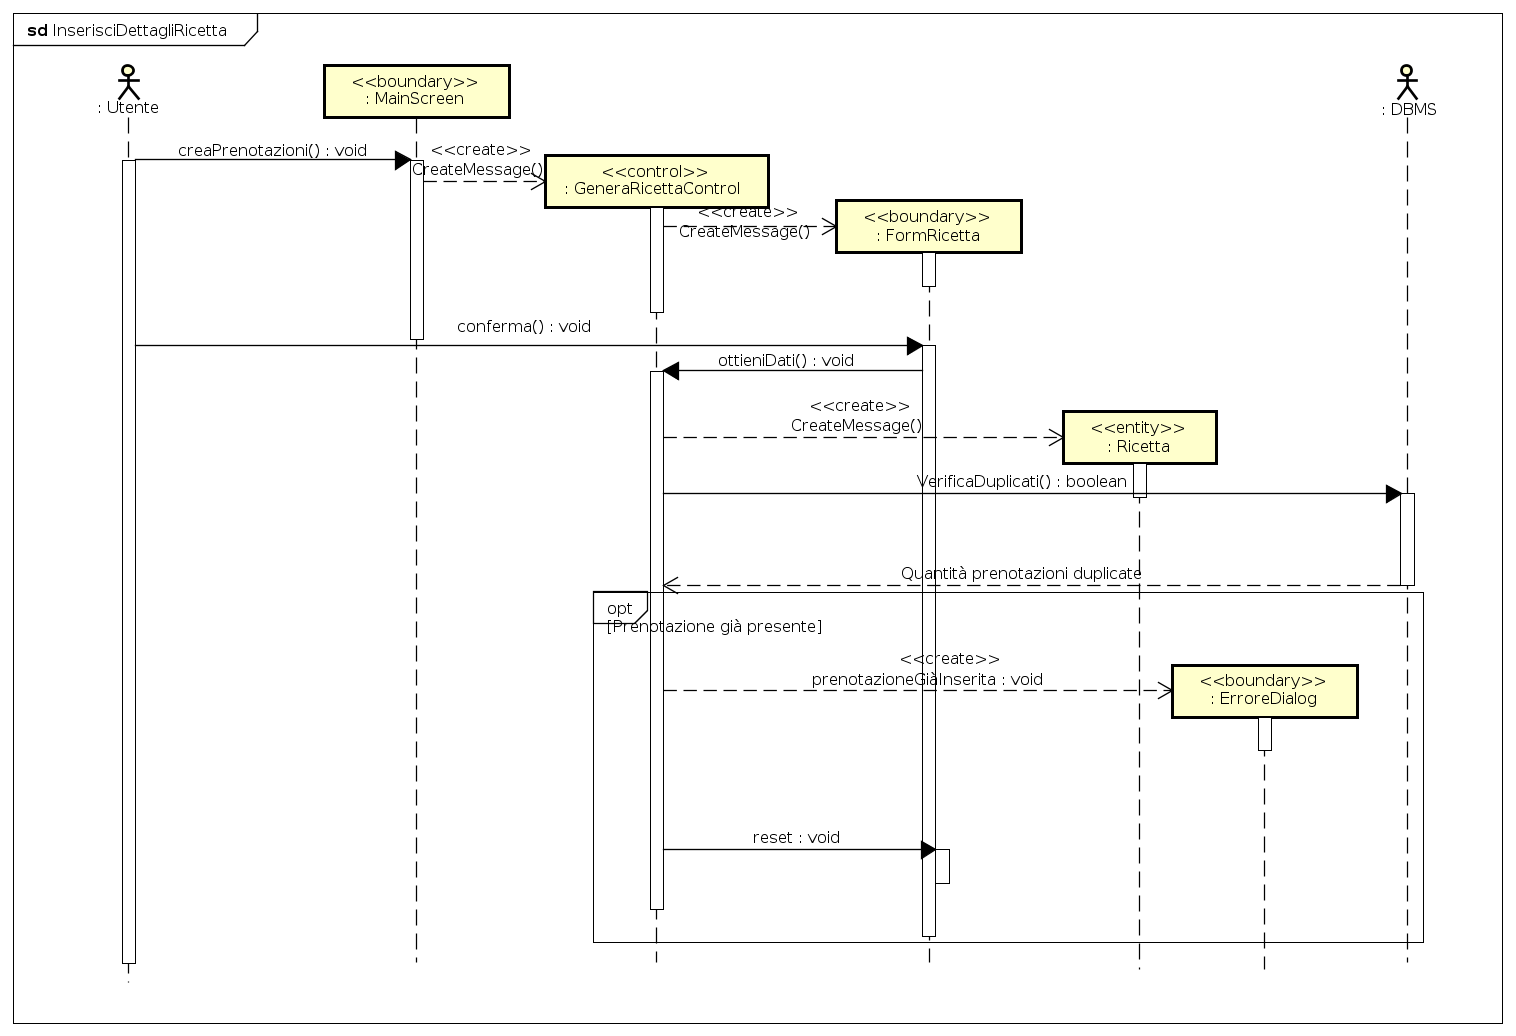 sd InserisciDettagliRicetta
: Utente
<<boundary>>
: MainScreen
: DBMS
creaPrenotazioni() : void
<<create>>
CreateMessage()
<<control>>
: GeneraRicettaControl
<<create>>
CreateMessage()
<<boundary>>
: FormRicetta
conferma() : void
ottieniDati() : void
<<create>>
CreateMessage()
<<entity>>
: Ricetta
VerificaDuplicati() : boolean
Quantità prenotazioni duplicate
opt
[Prenotazione già presente]
<<create>>
prenotazioneGiàInserita : void
<<boundary>>
: ErroreDialog
reset : void